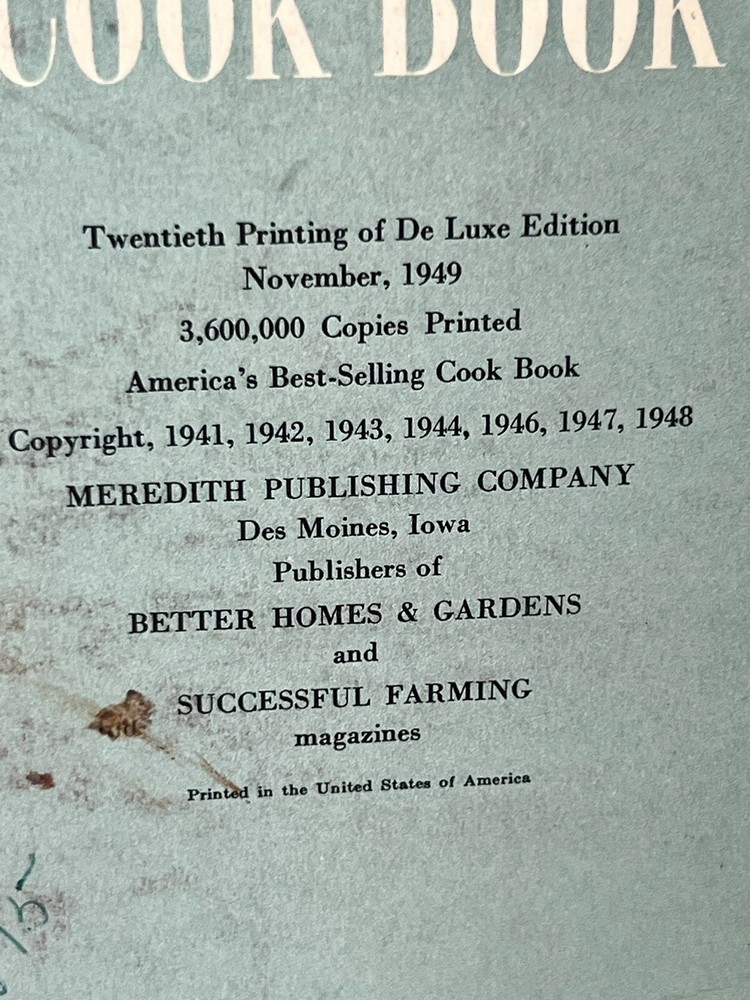 COOK BOOK
Twentieth Printing of De Luxe Edition
November, 1949
3,600,000 Copies Printed
America's Best-Selling Cook Book
Copyright, 1941, 1942, 1943, 1944, 1946, 1947, 1948
MEREDITH PUBLISHING COMPANY
Des Moines, Iowa
Publishers of
BETTER HOMES & GARDENS
and
SUCCESSFUL FARMING
magazines
Printed in the United States of America